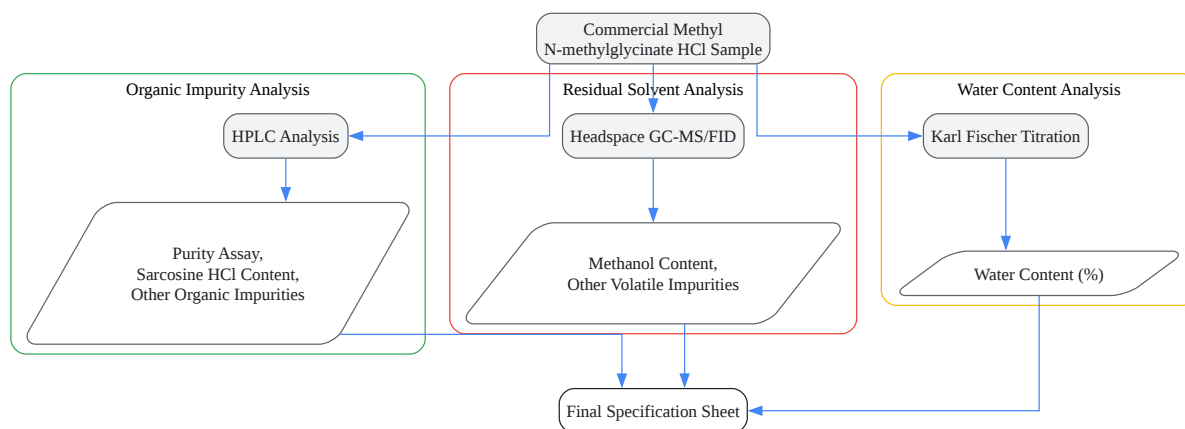 Commercial Methyl
N-methylglycinate HCl Sample
Organic Impurity Analysis
Residual Solvent Analysis
Water Content Analysis
HPLC Analysis
Headspace GC-MS/FID
Karl Fischer Titration
Purity Assay,
Sarcosine HCl Content,
Other Organic Impurities
Methanol Content,
Other Volatile Impurities
Water Content (%)
Final Specification Sheet